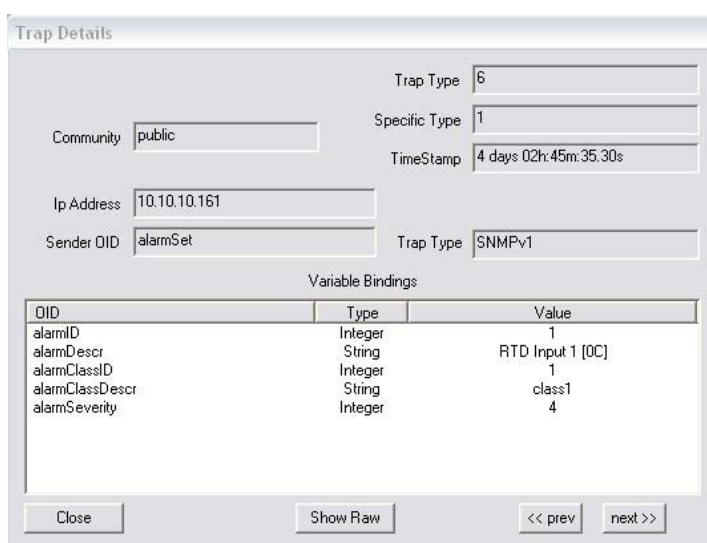 Trap Details
Trap Type 6
Specific Type 1
Community public
TimeStamp 4 days 02h:45m:35.30s
Ip Address 10.10.10.161
Sender OID alarmSet Trap Type SNMPv1
Variable Bindings
OID Type Value
alarmID Integer 1
alarmDescr String RTD Input 1 [0C]
alarmClassID Integer 1
alarmClassDescr String class1
alarmSeverity Integer 4
Close Show Raw << prev next >>